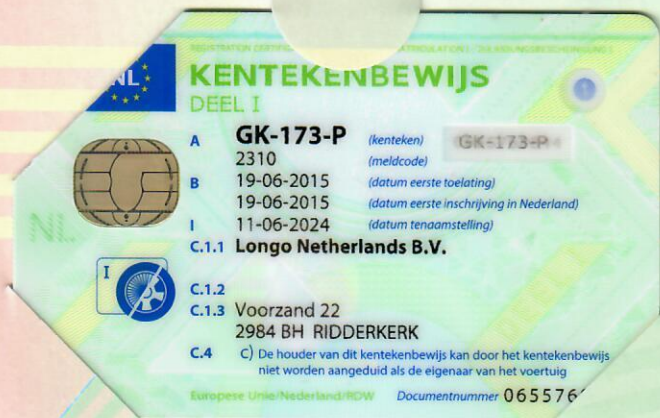 NL
KENTEKENBEWIJS
DEEL I
A GK-173-P (kenteken) GK-173-P
2310 (meldcode)
B 19-06-2015 (datum eerste toelating)
19-06-2015 (datum eerste inschrijving in Nederland)
I 11-06-2024 (datum tenaamstelling)
C.1.1 Longo Netherlands B.V.
NL
I
C.1.2
C.1.3 Voorzand 22
2984 BH RIDDERKERK
C.4 c) De houder van dit kentekenbewijs kan door het kentekenbewijs
niet worden aangeduid als de eigenaar van het voertuig
Europese Unie/Nederland/RDW Documentnummer 065576